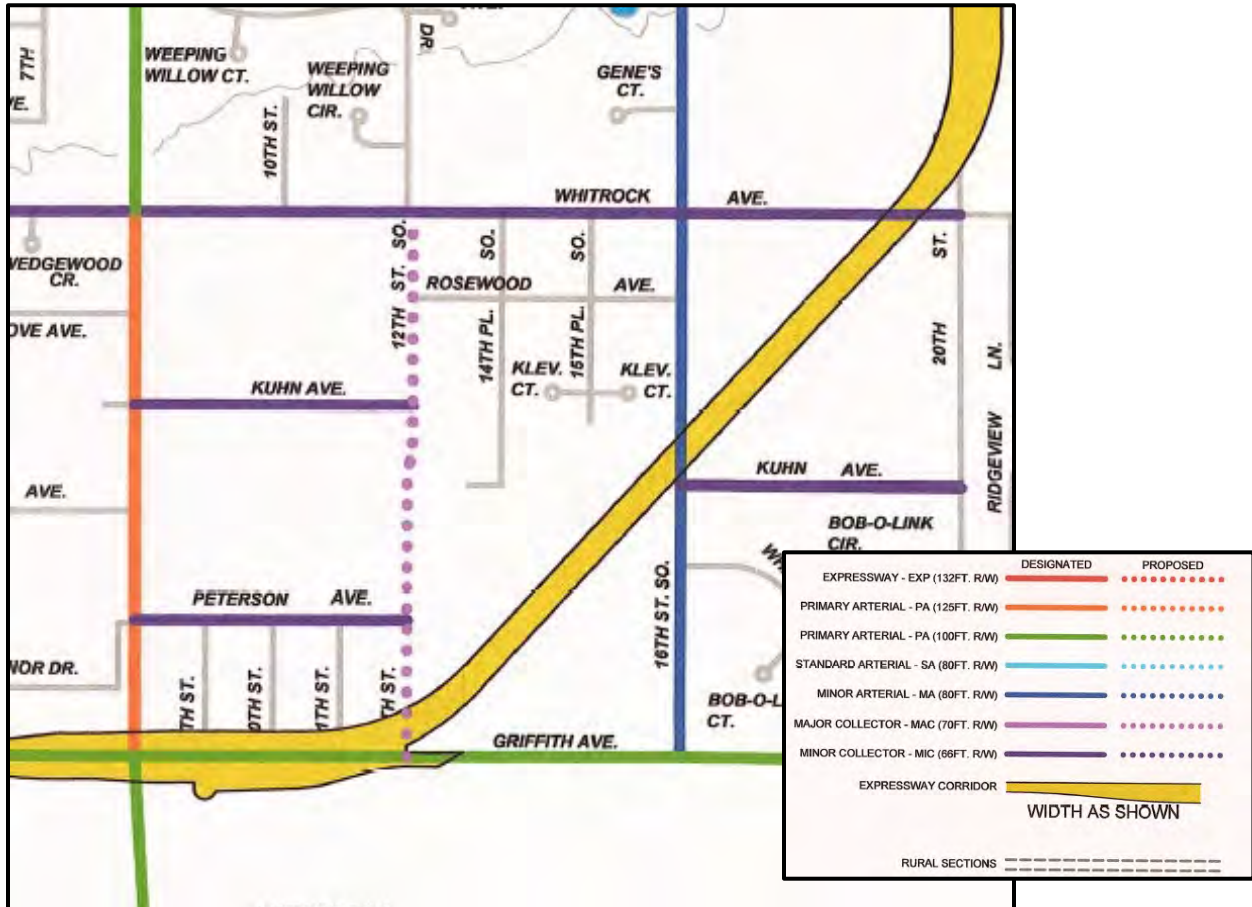 7TH
VE.
WEEPING
WILLOW CT.
WEEPING
WILLOW
CIR.
DR.
GENE'S
CT.
10TH ST.
WHITROCK AVE.
WEDGEWOOD
CR.
12TH ST. SO.
ROSEWOOD AVE.
14TH PL. SO.
15TH PL. SO.
20TH ST.
RIDGEVIEW LN.
OVE AVE.
KUHN AVE.
KLEV.
CT.
KLEV.
CT.
KUHN AVE.
AVE.
BOB-O-LINK
CIR.
WH
PETERSON AVE.
16TH ST. SO.
NOR DR.
TH ST.
0TH ST.
1TH ST.
TH ST.
BOB-O-L
CT.
GRIFFITH AVE.
DESIGNATED PROPOSED
EXPRESSWAY - EXP (132FT. R/W)
PRIMARY ARTERIAL - PA (125FT. R/W)
PRIMARY ARTERIAL - PA (100FT. R/W)
STANDARD ARTERIAL - SA (80FT. R/W)
MINOR ARTERIAL - MA (80FT. R/W)
MAJOR COLLECTOR - MAC (70FT. R/W)
MINOR COLLECTOR - MIC (66FT. R/W)
EXPRESSWAY CORRIDOR
WIDTH AS SHOWN
RURAL SECTIONS